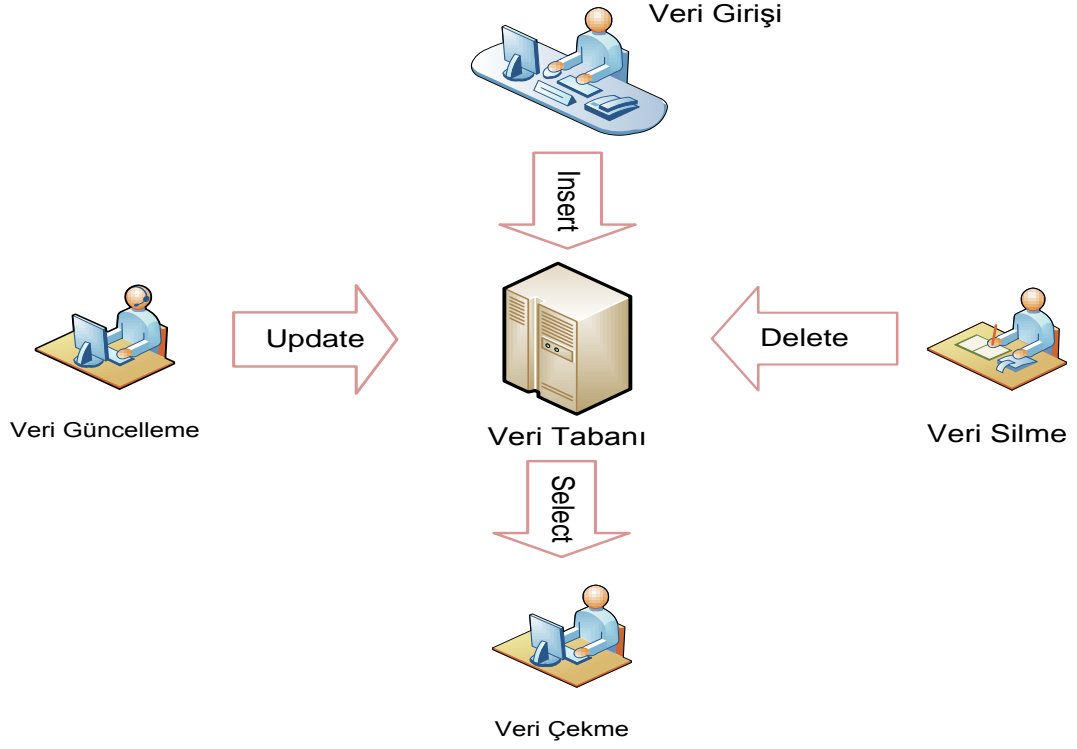 Veri Girişi
Insert
Update
Delete
Veri Güncelleme
Veri Tabanı
Veri Silme
Select
Veri Çekme